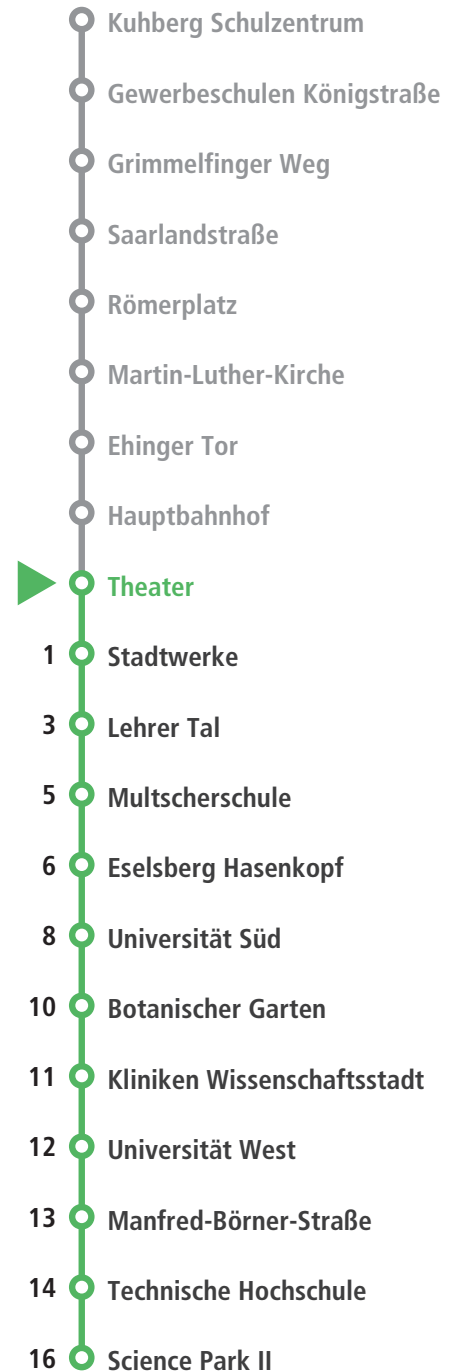 Kuhberg Schulzentrum
Gewerbeschulen Königstraße
Grimmelfinger Weg
Saarlandstraße
Römerplatz
Martin-Luther-Kirche
Ehinger Tor
Hauptbahnhof
Theater
1 Stadtwerke
3 Lehrer Tal
5 Multscherschule
6 Eselsberg Hasenkopf
8 Universität Süd
10 Botanischer Garten
11 Kliniken Wissenschaftsstadt
12 Universität West
13 Manfred-Börner-Straße
14 Technische Hochschule
16 Science Park II